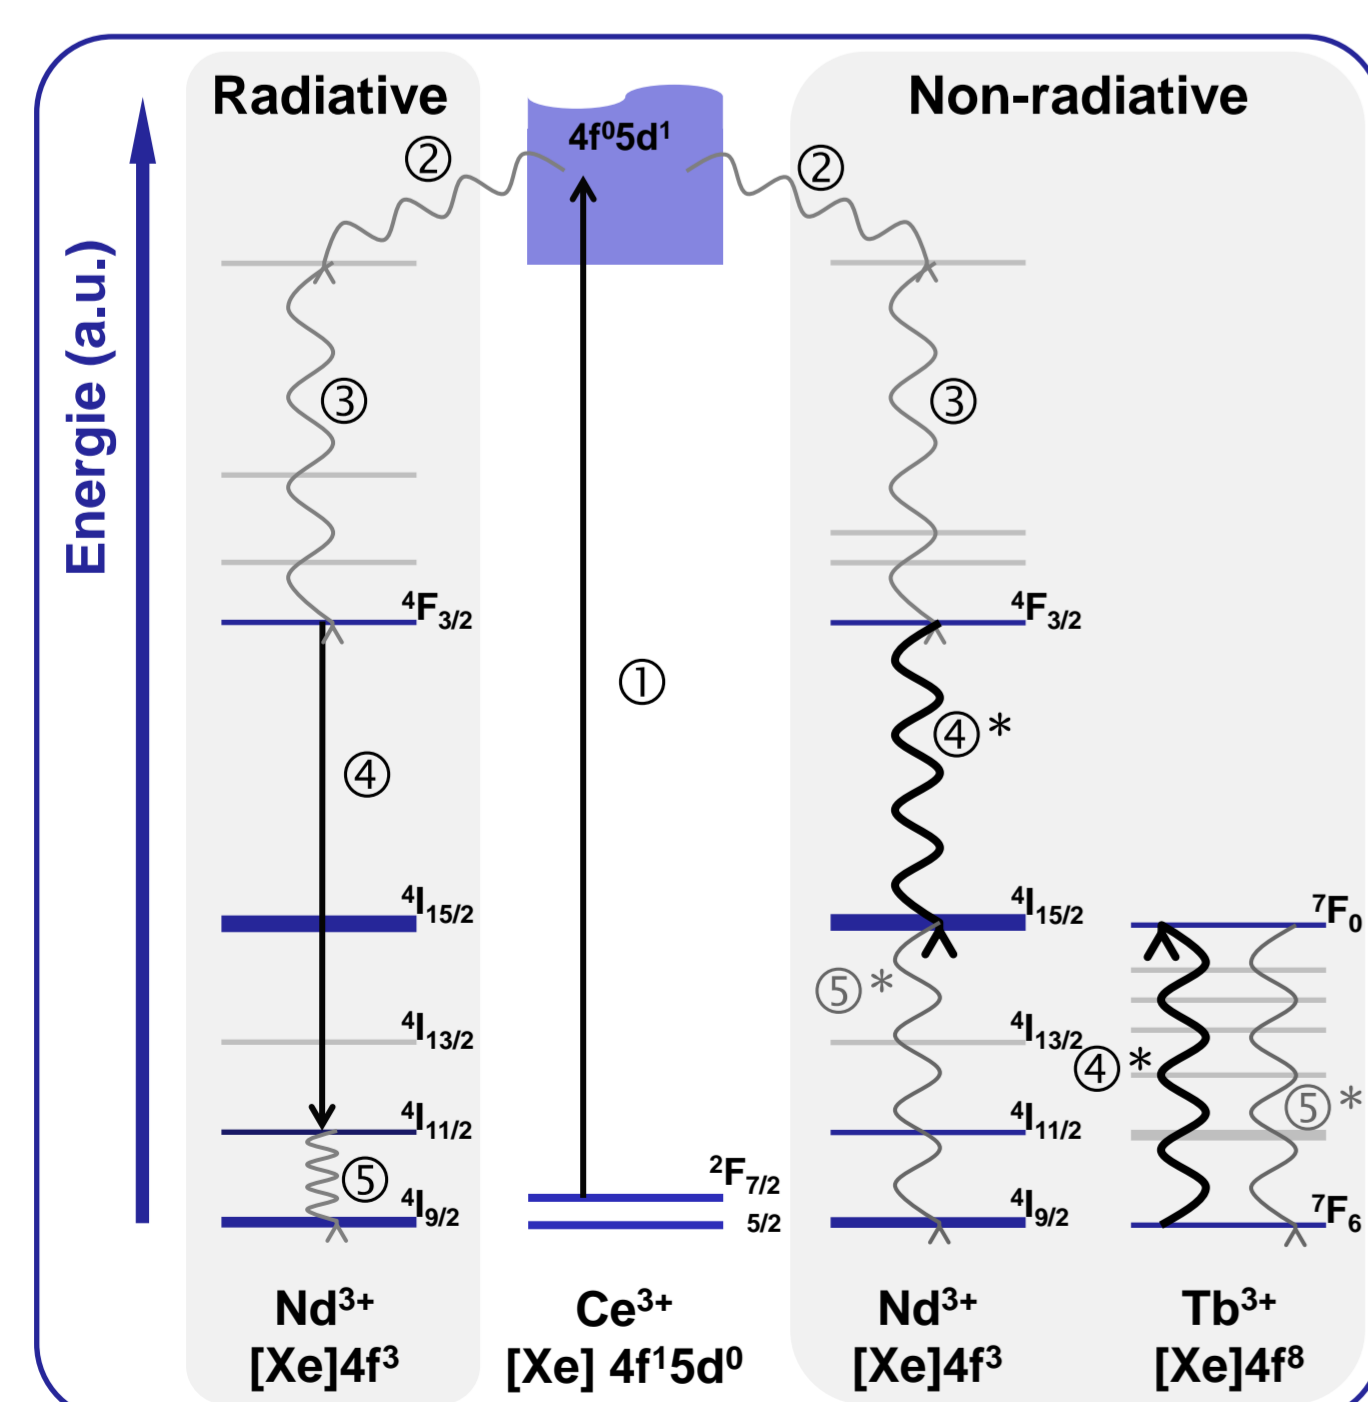 Radiative
Non-radiative
Energie (a.u.)
4f⁰5d¹
②
②
③
③
⁴F₃/₂
⁴F₃/₂
①
④
④*
⁴I₁₅/₂
⁴I₁₅/₂
⁷F₀
⑤*
⁴I₁₃/₂
⁴I₁₃/₂
④*
⑤*
⁴I₁₁/₂
⁴I₁₁/₂
⑤
²F₇/₂
⁴I₉/₂
5/2
⁴I₉/₂
⁷F₆
Nd³⁺
[Xe]4f³
Ce³⁺
[Xe] 4f¹5d⁰
Nd³⁺
[Xe]4f³
Tb³⁺
[Xe]4f⁸